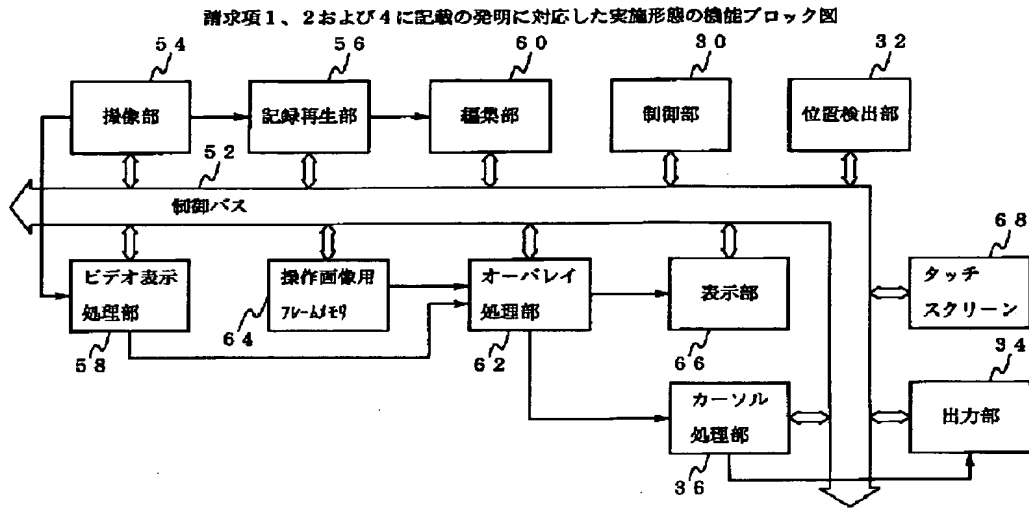 請求項1、2および4に記載の発明に対応した実施形態の機能ブロック図
54
56
60
30
32
撮像部
記録再生部
編集部
制御部
位置検出部
52
制御バス
68
ビデオ表示
処理部
操作画像用
フレームメモリ
オーバレイ
処理部
表示部
タッチ
スクリーン
58
64
62
66
34
カーソル
処理部
出力部
36